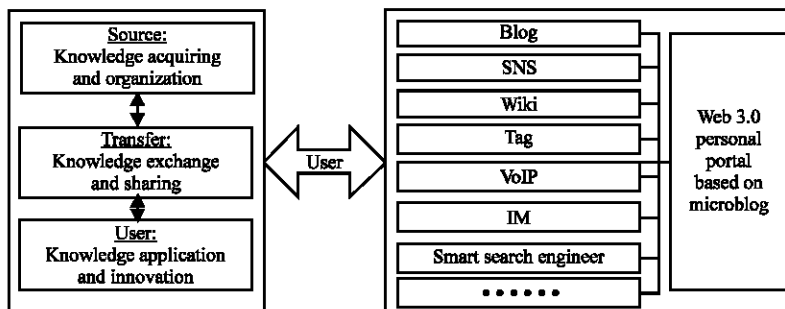 Source:
Knowledge acquiring
and organization
Transfer:
Knowledge exchange
and sharing
User:
Knowledge application
and innovation
User
Blog
SNS
Wiki
Tag
VoIP
IM
Smart search engineer
• • • • • •
Web 3.0
personal
portal
based on
microblog